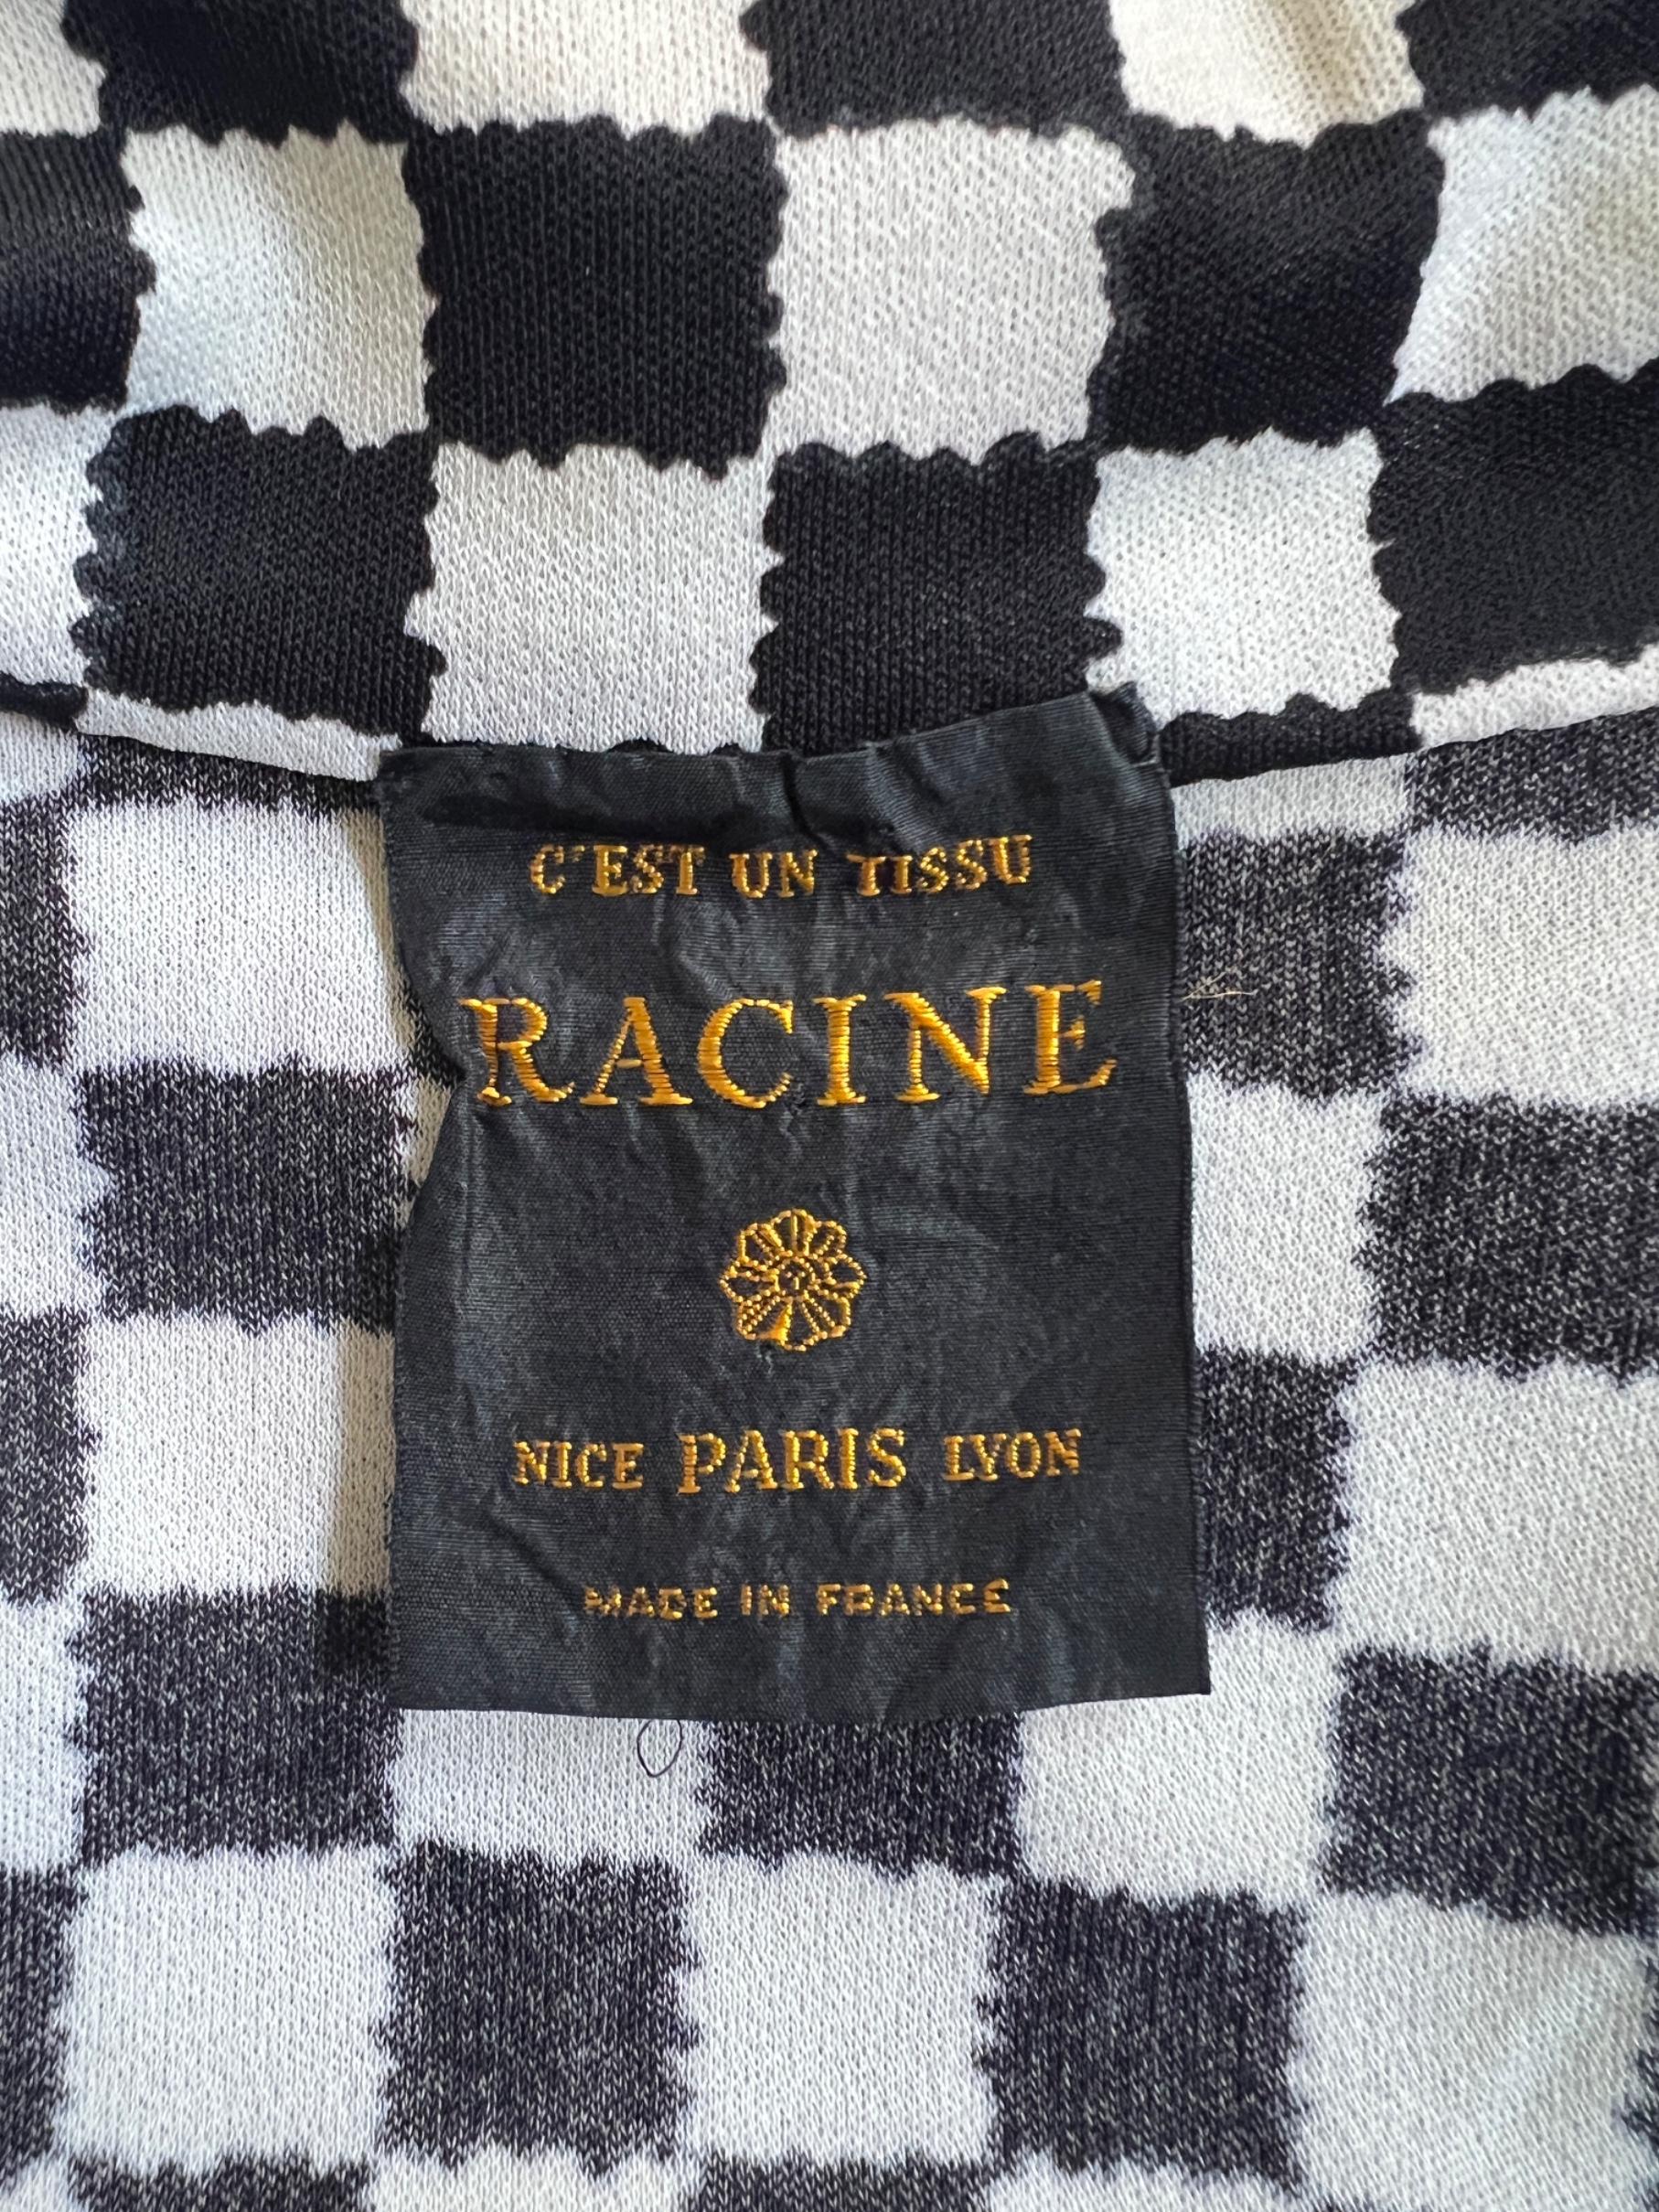 C'EST UN TISSU
RACINE
NICE PARIS LYON
MADE IN FRANCE